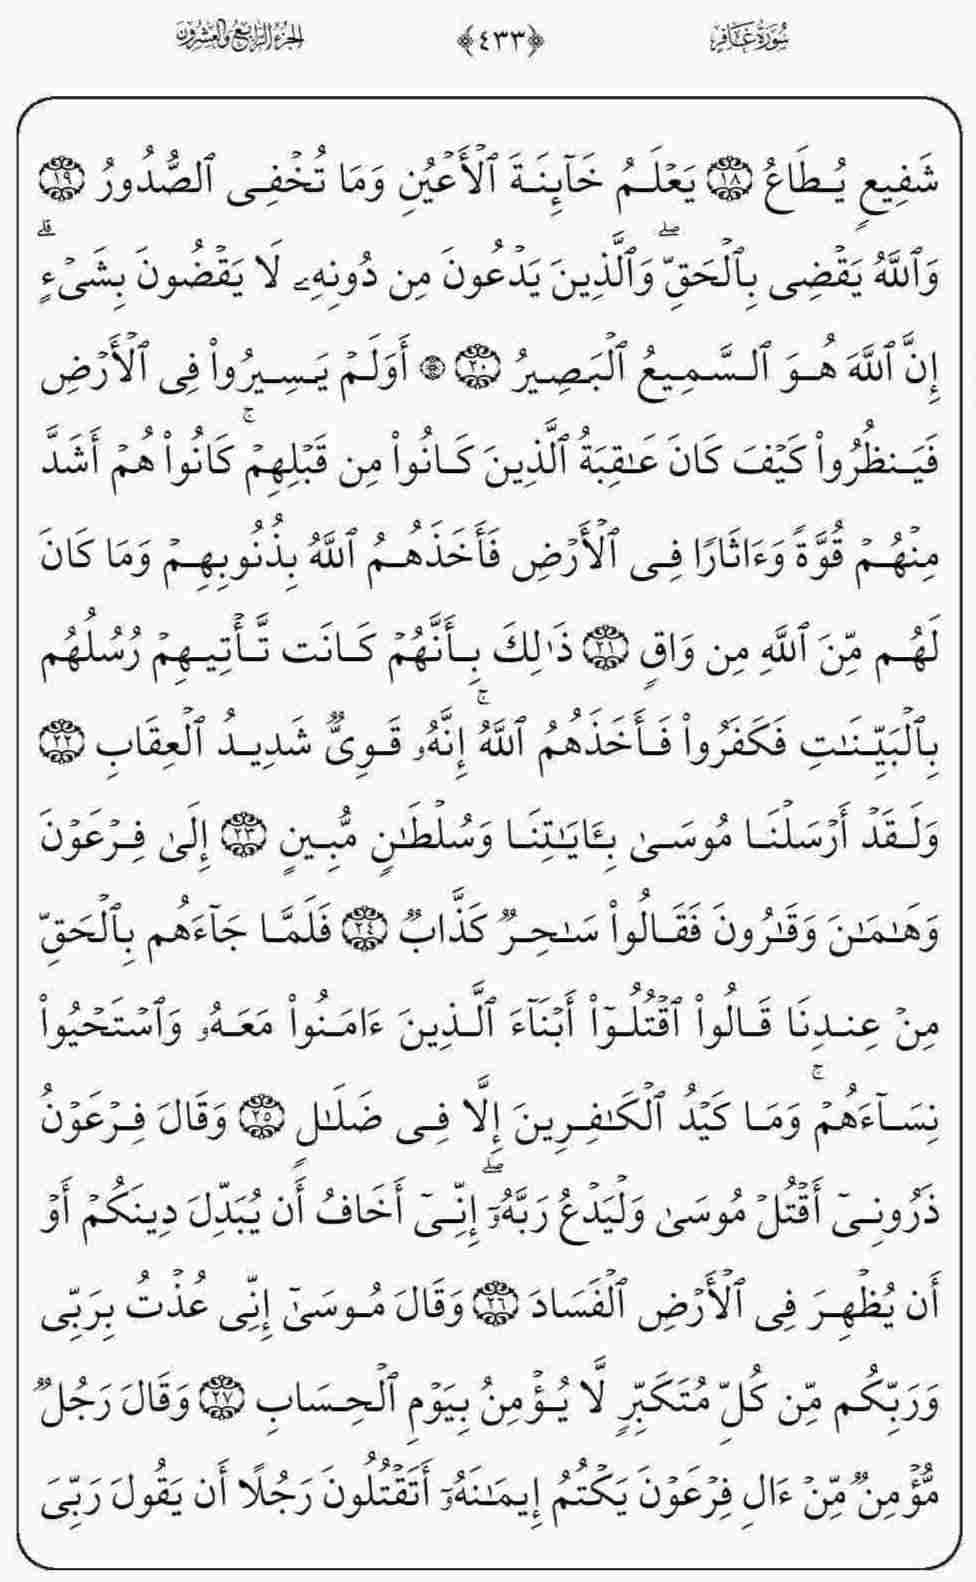 سُورَةُ غَافِر ﴿٤٣٣﴾ الجُزْءُ الرَّابِعُ وَالعِشْرُونَ
شَفِيعٍ يُطَاعُ ١٨ يَعْلَمُ خَآئِنَةَ ٱلْأَعْيُنِ وَمَا تُخْفِى ٱلصُّدُورُ ١٩
وَٱللَّهُ يَقْضِى بِٱلْحَقِّ ۖ وَٱلَّذِينَ يَدْعُونَ مِن دُونِهِۦ لَا يَقْضُونَ بِشَىْءٍ ۗ
إِنَّ ٱللَّهَ هُوَ ٱلسَّمِيعُ ٱلْبَصِيرُ ٢٠ ۞ أَوَلَمْ يَسِيرُوا۟ فِى ٱلْأَرْضِ
فَيَنظُرُوا۟ كَيْفَ كَانَ عَـٰقِبَةُ ٱلَّذِينَ كَانُوا۟ مِن قَبْلِهِمْ ۚ كَانُوا۟ هُمْ أَشَدَّ
مِنْهُمْ قُوَّةً وَءَاثَارًا فِى ٱلْأَرْضِ فَأَخَذَهُمُ ٱللَّهُ بِذُنُوبِهِمْ وَمَا كَانَ
لَهُم مِّنَ ٱللَّهِ مِن وَاقٍ ٢١ ذَٰلِكَ بِأَنَّهُمْ كَانَت تَّأْتِيهِمْ رُسُلُهُم
بِٱلْبَيِّنَـٰتِ فَكَفَرُوا۟ فَأَخَذَهُمُ ٱللَّهُ ۚ إِنَّهُۥ قَوِىٌّ شَدِيدُ ٱلْعِقَابِ ٢٢
وَلَقَدْ أَرْسَلْنَا مُوسَىٰ بِـَٔايَـٰتِنَا وَسُلْطَـٰنٍ مُّبِينٍ ٢٣ إِلَىٰ فِرْعَوْنَ
وَهَـٰمَـٰنَ وَقَـٰرُونَ فَقَالُوا۟ سَـٰحِرٌ كَذَّابٌ ٢٤ فَلَمَّا جَآءَهُم بِٱلْحَقِّ
مِنْ عِندِنَا قَالُوا۟ ٱقْتُلُوٓا۟ أَبْنَآءَ ٱلَّذِينَ ءَامَنُوا۟ مَعَهُۥ وَٱسْتَحْيُوا۟
نِسَآءَهُمْ ۚ وَمَا كَيْدُ ٱلْكَـٰفِرِينَ إِلَّا فِى ضَلَـٰلٍ ٢٥ وَقَالَ فِرْعَوْنُ
ذَرُونِىٓ أَقْتُلْ مُوسَىٰ وَلْيَدْعُ رَبَّهُۥٓ ۖ إِنِّىٓ أَخَافُ أَن يُبَدِّلَ دِينَكُمْ أَوْ
أَن يُظْهِرَ فِى ٱلْأَرْضِ ٱلْفَسَادَ ٢٦ وَقَالَ مُوسَىٰٓ إِنِّى عُذْتُ بِرَبِّى
وَرَبِّكُم مِّن كُلِّ مُتَكَبِّرٍ لَّا يُؤْمِنُ بِيَوْمِ ٱلْحِسَابِ ٢٧ وَقَالَ رَجُلٌ
مُّؤْمِنٌ مِّنْ ءَالِ فِرْعَوْنَ يَكْتُمُ إِيمَـٰنَهُۥٓ أَتَقْتُلُونَ رَجُلًا أَن يَقُولَ رَبِّىَ